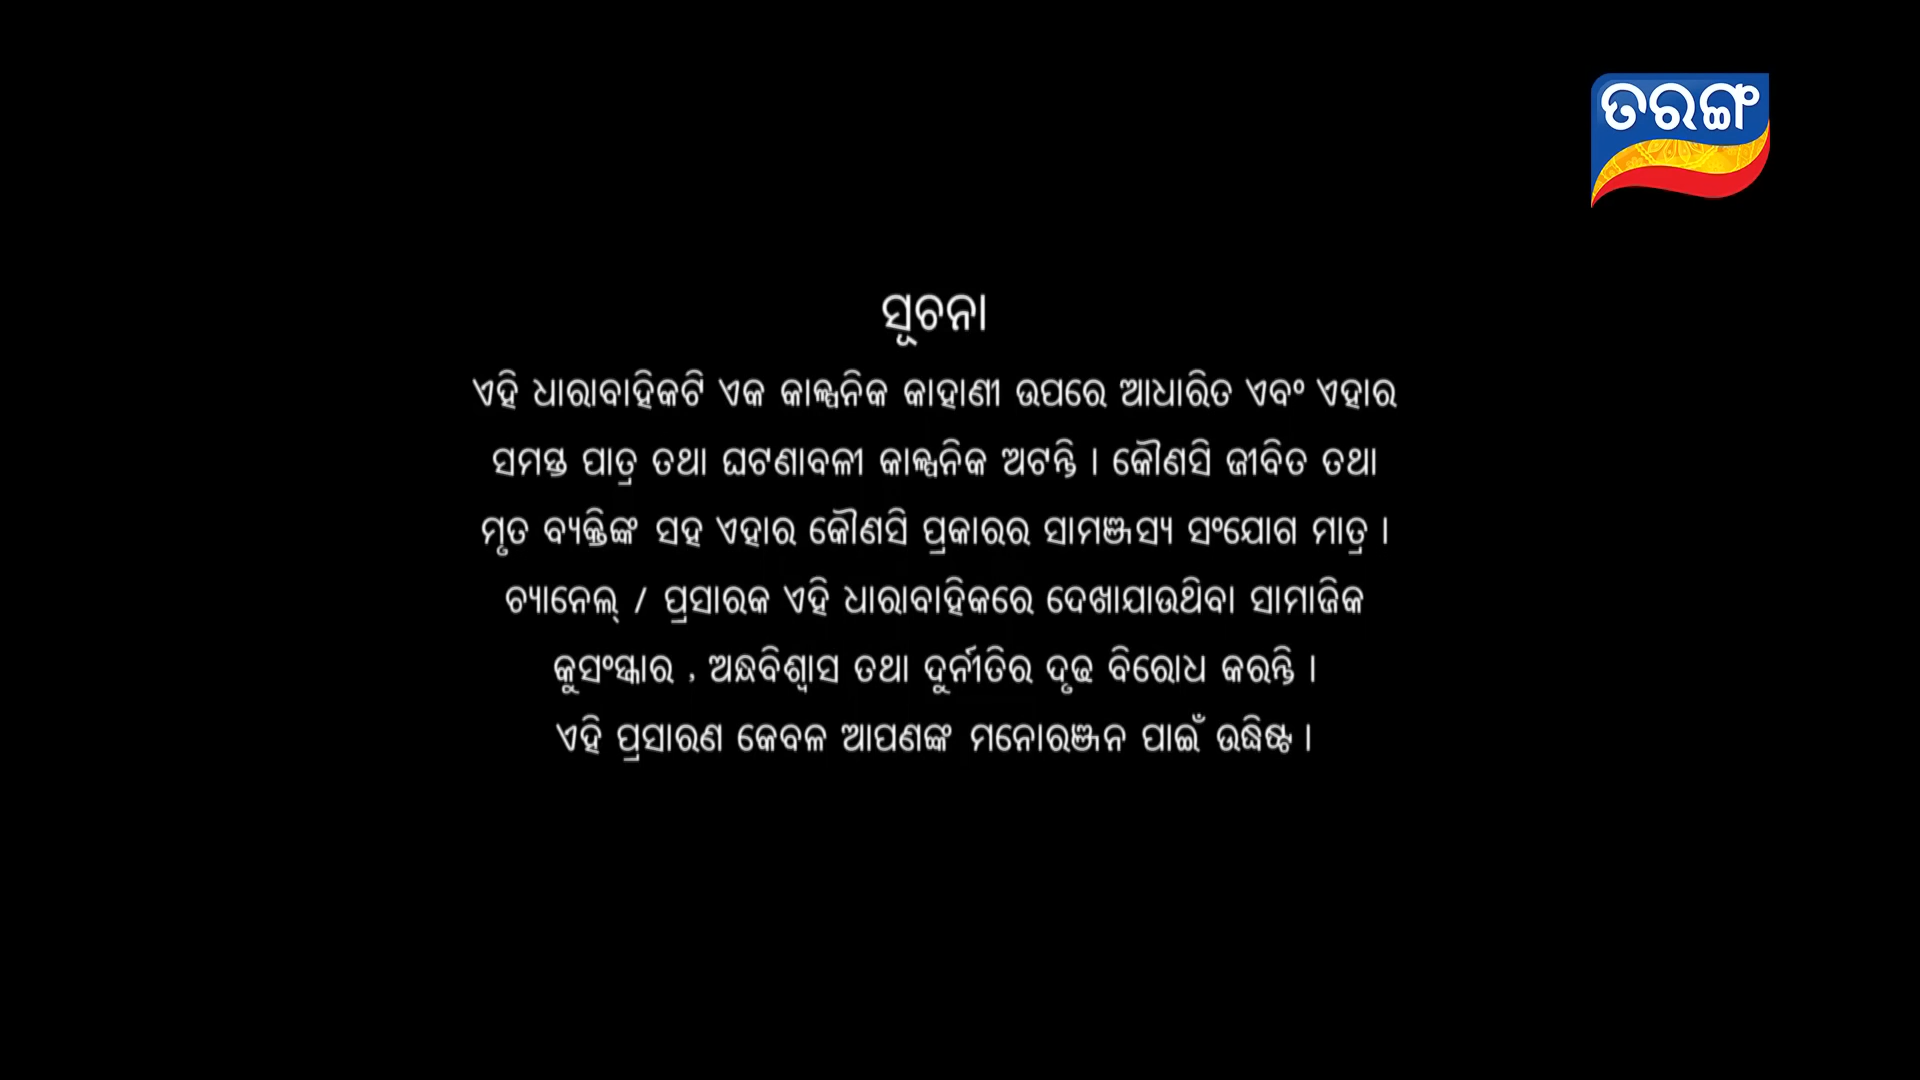 ତରଙ୍ଗ
ସୂଚନା
ଏହି ଧାରାବାହିକଟି ଏକ କାଳ୍ପନିକ କାହାଣୀ ଉପରେ ଆଧାରିତ ଏବଂ ଏହାର
ସମସ୍ତ ପାତ୍ର ତଥା ଘଟଣାବଳୀ କାଳ୍ପନିକ ଅଟନ୍ତି । କୌଣସି ଜୀବିତ ତଥା
ମୃତ ବ୍ୟକ୍ତିଙ୍କ ସହ ଏହାର କୌଣସି ପ୍ରକାରର ସାମଞ୍ଜସ୍ୟ ସଂଯୋଗ ମାତ୍ର ।
ଚ୍ୟାନେଲ୍ / ପ୍ରସାରକ ଏହି ଧାରାବାହିକରେ ଦେଖାଯାଉଥିବା ସାମାଜିକ
କୁସଂସ୍କାର , ଅନ୍ଧବିଶ୍ୱାସ ତଥା ଦୁର୍ନୀତିର ଦୃଢ ବିରୋଧ କରନ୍ତି ।
ଏହି ପ୍ରସାରଣ କେବଳ ଆପଣଙ୍କ ମନୋରଞ୍ଜନ ପାଇଁ ଉଦ୍ଧିଷ୍ଟ ।